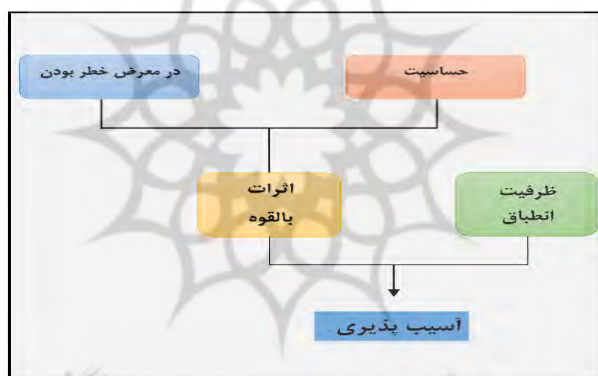 حساسیت
در معرض خطر بودن
ظرفیت
انطباق
اثرات
بالقوه
آسیب پذیری